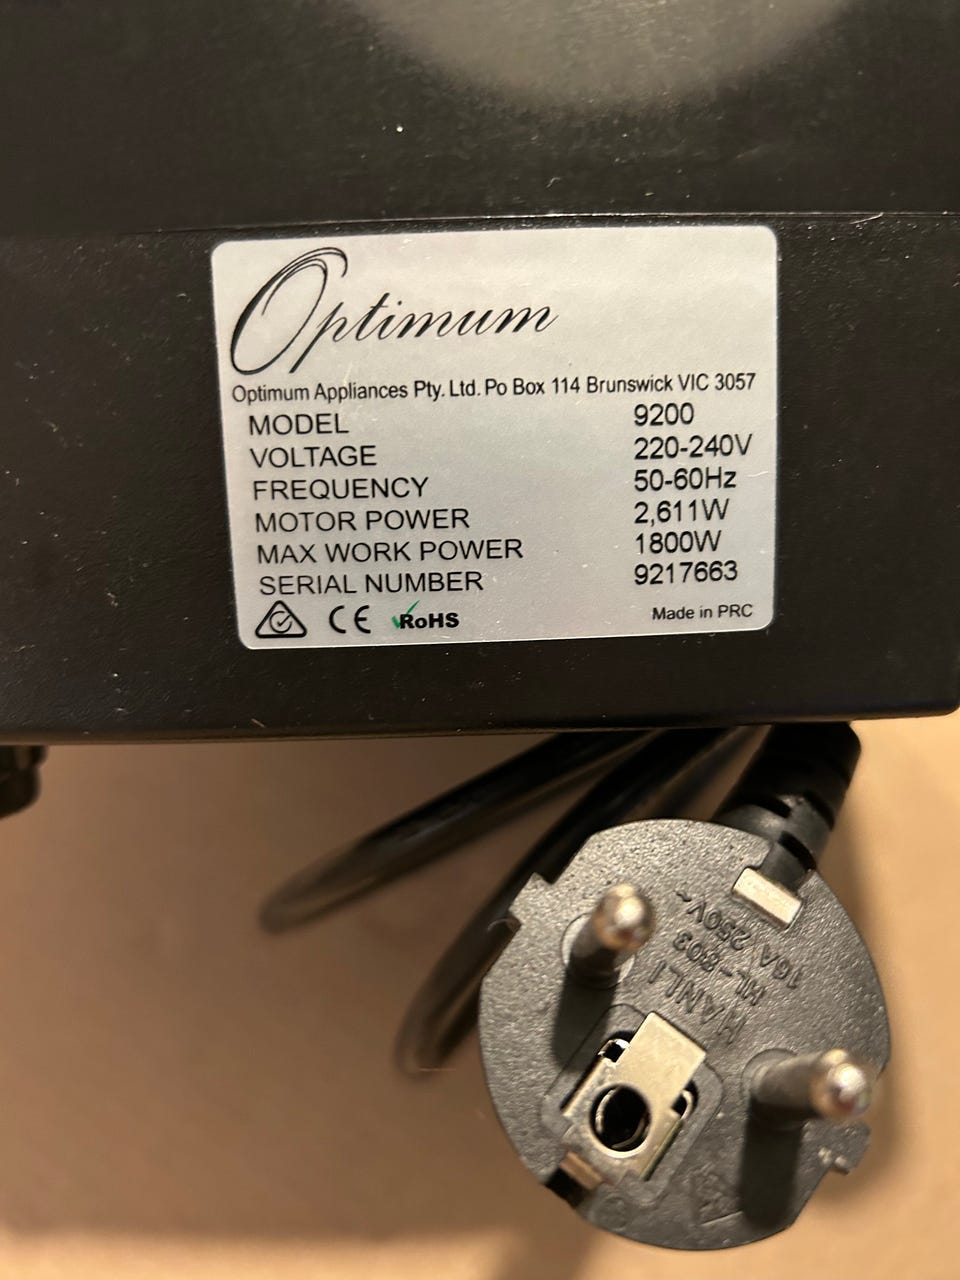 Optimum
Optimum Appliances Pty. Ltd. Po Box 114 Brunswick VIC 3057
MODEL 9200
VOLTAGE 220-240V
FREQUENCY 50-60Hz
MOTOR POWER 2,611W
MAX WORK POWER 1800W
SERIAL NUMBER 9217663
CE RoHS Made in PRC
HANLI
HL-803
16A 250V~